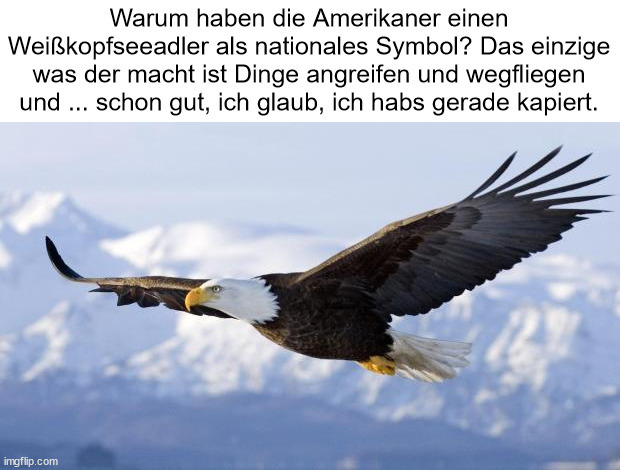 Warum haben die Amerikaner einen
Weißkopfseeadler als nationales Symbol? Das einzige
was der macht ist Dinge angreifen und wegfliegen
und ... schon gut, ich glaub, ich habs gerade kapiert.
imgflip.com